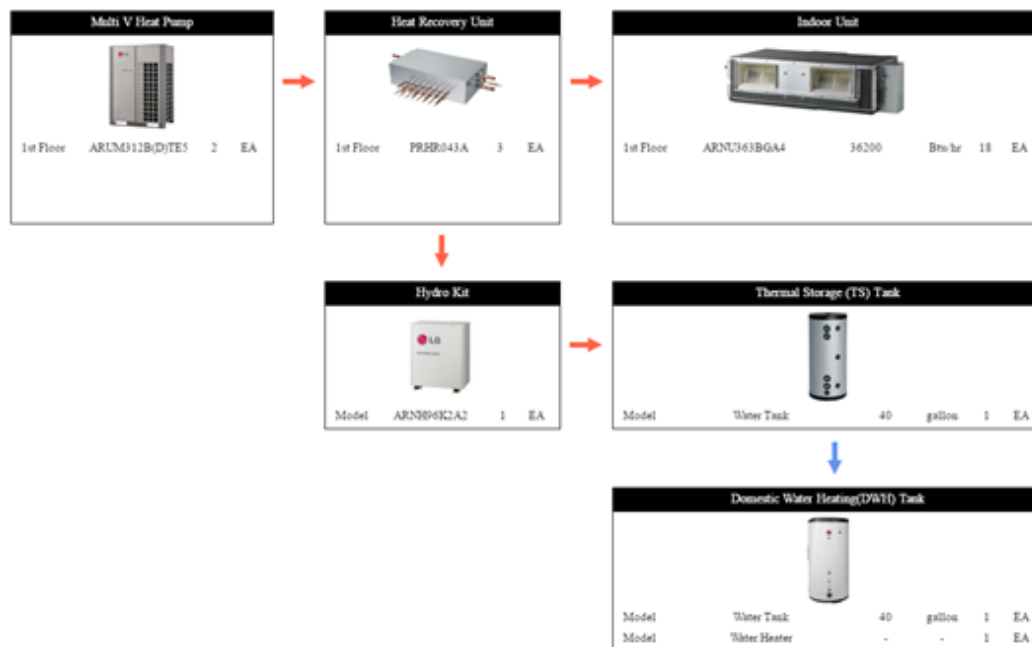 Multi V Heat Pump
LG
1st Floor ARUM312B(D)TE5 2 EA
Heat Recovery Unit
1st Floor PRHR043A 3 EA
Indoor Unit
1st Floor ARNU363BGA4 36200 Btu/hr 18 EA
Hydro Kit
LG
Model ARNH96K2A2 1 EA
Thermal Storage (TS) Tank
Model Water Tank 40 gallon 1 EA
Domestic Water Heating(DWH) Tank
Model Water Tank 40 gallon 1 EA
Model Water Heater - - 1 EA